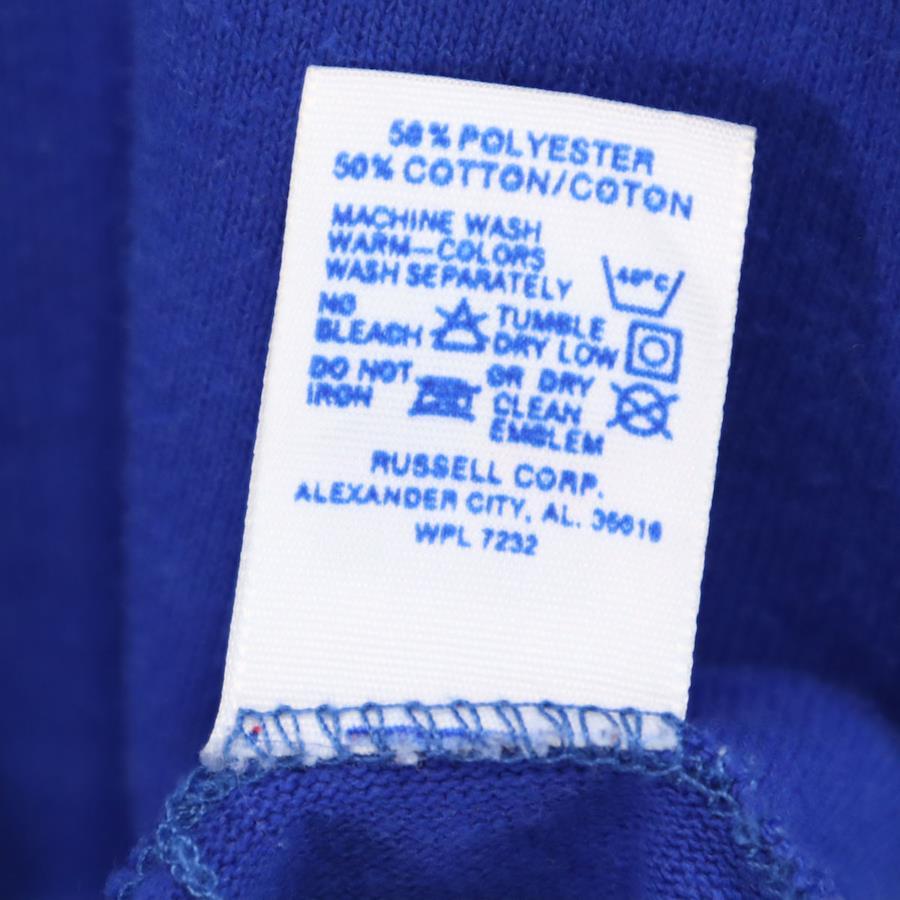 50% POLYESTER
50% COTTON/COTON
MACHINE WASH
WARM—COLORS
WASH SEPARATELY
40°C
NO
BLEACH
TUMBLE
DRY LOW
DO NOT
IRON
OR DRY
CLEAN
EMBLEM
RUSSELL CORP.
ALEXANDER CITY, AL.
WPL 7232